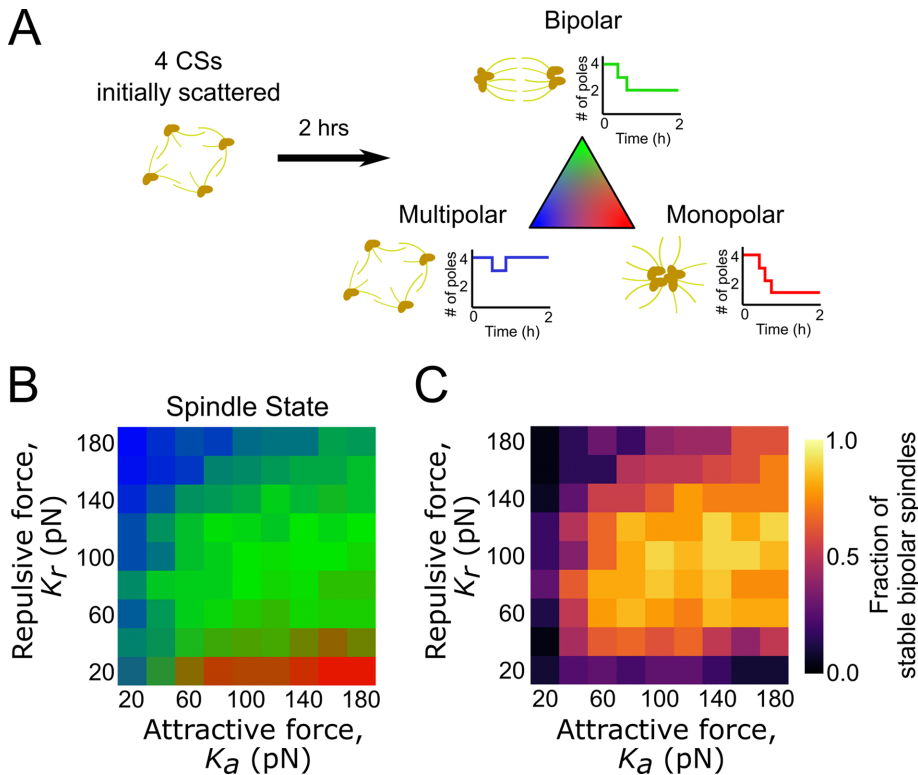 A
4 CSs
initially scattered
2 hrs
Bipolar
# of poles
4
2
0
2
Time (h)
Multipolar
# of poles
4
2
0
2
Time (h)
Monopolar
# of poles
4
2
0
2
Time (h)
B
Spindle State
Repulsive force,
Kr (pN)
180
140
100
60
20
20 60 100 140 180
Attractive force,
Ka (pN)
C
Repulsive force,
Kr (pN)
180
140
100
60
20
20 60 100 140 180
Attractive force,
Ka (pN)
1.0
0.5
0.0
Fraction of
stable bipolar spindles